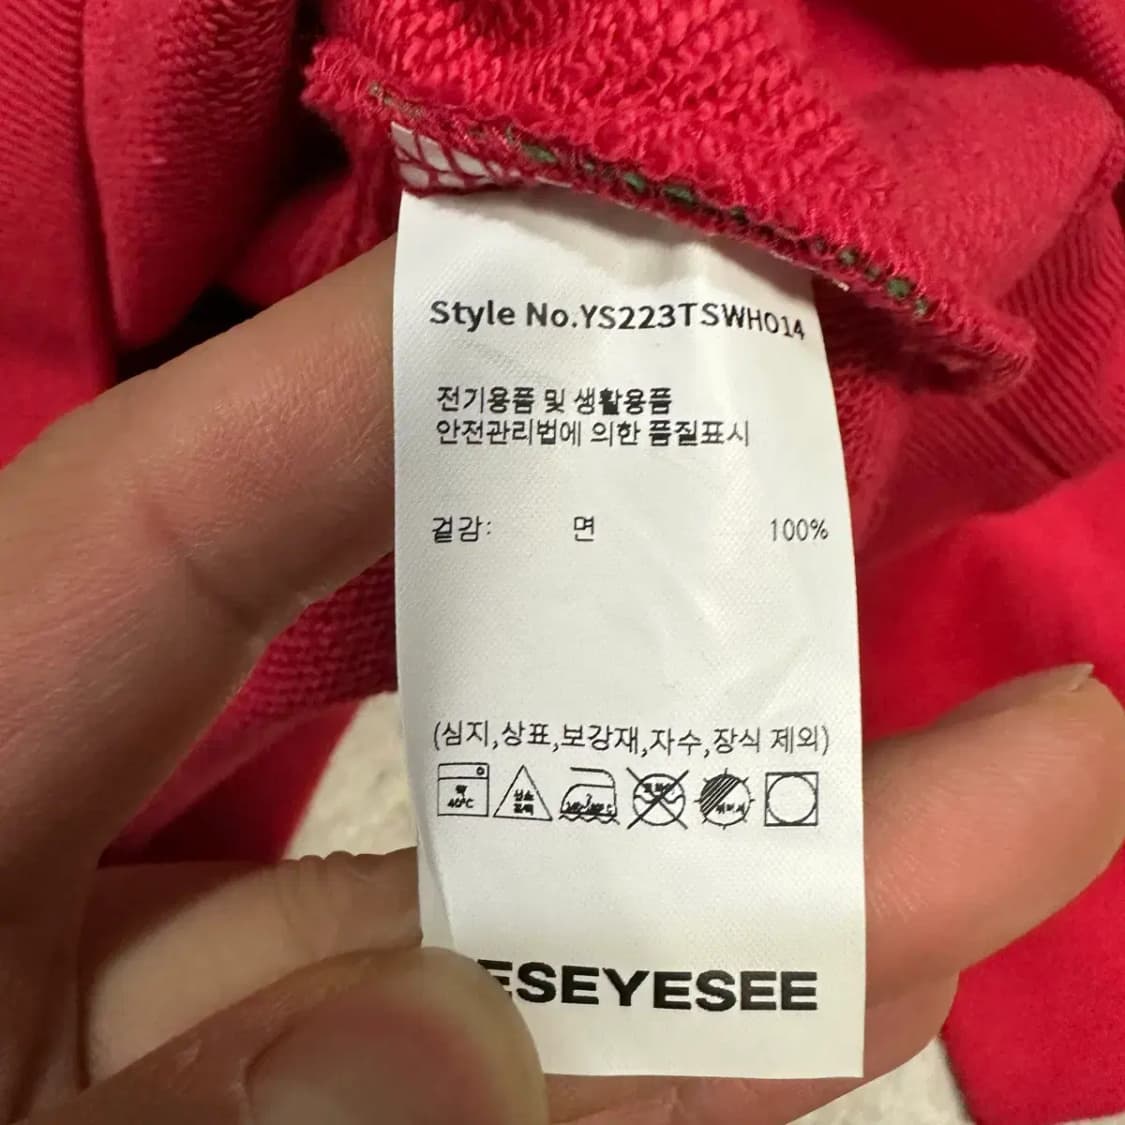 Style No.YS223TSWH014
전기용품 및 생활용품
안전관리법에 의한 품질표시
겉감: 면 100%
(심지,상표,보강재,자수,장식 제외)
약 40°C
ESEYESEE